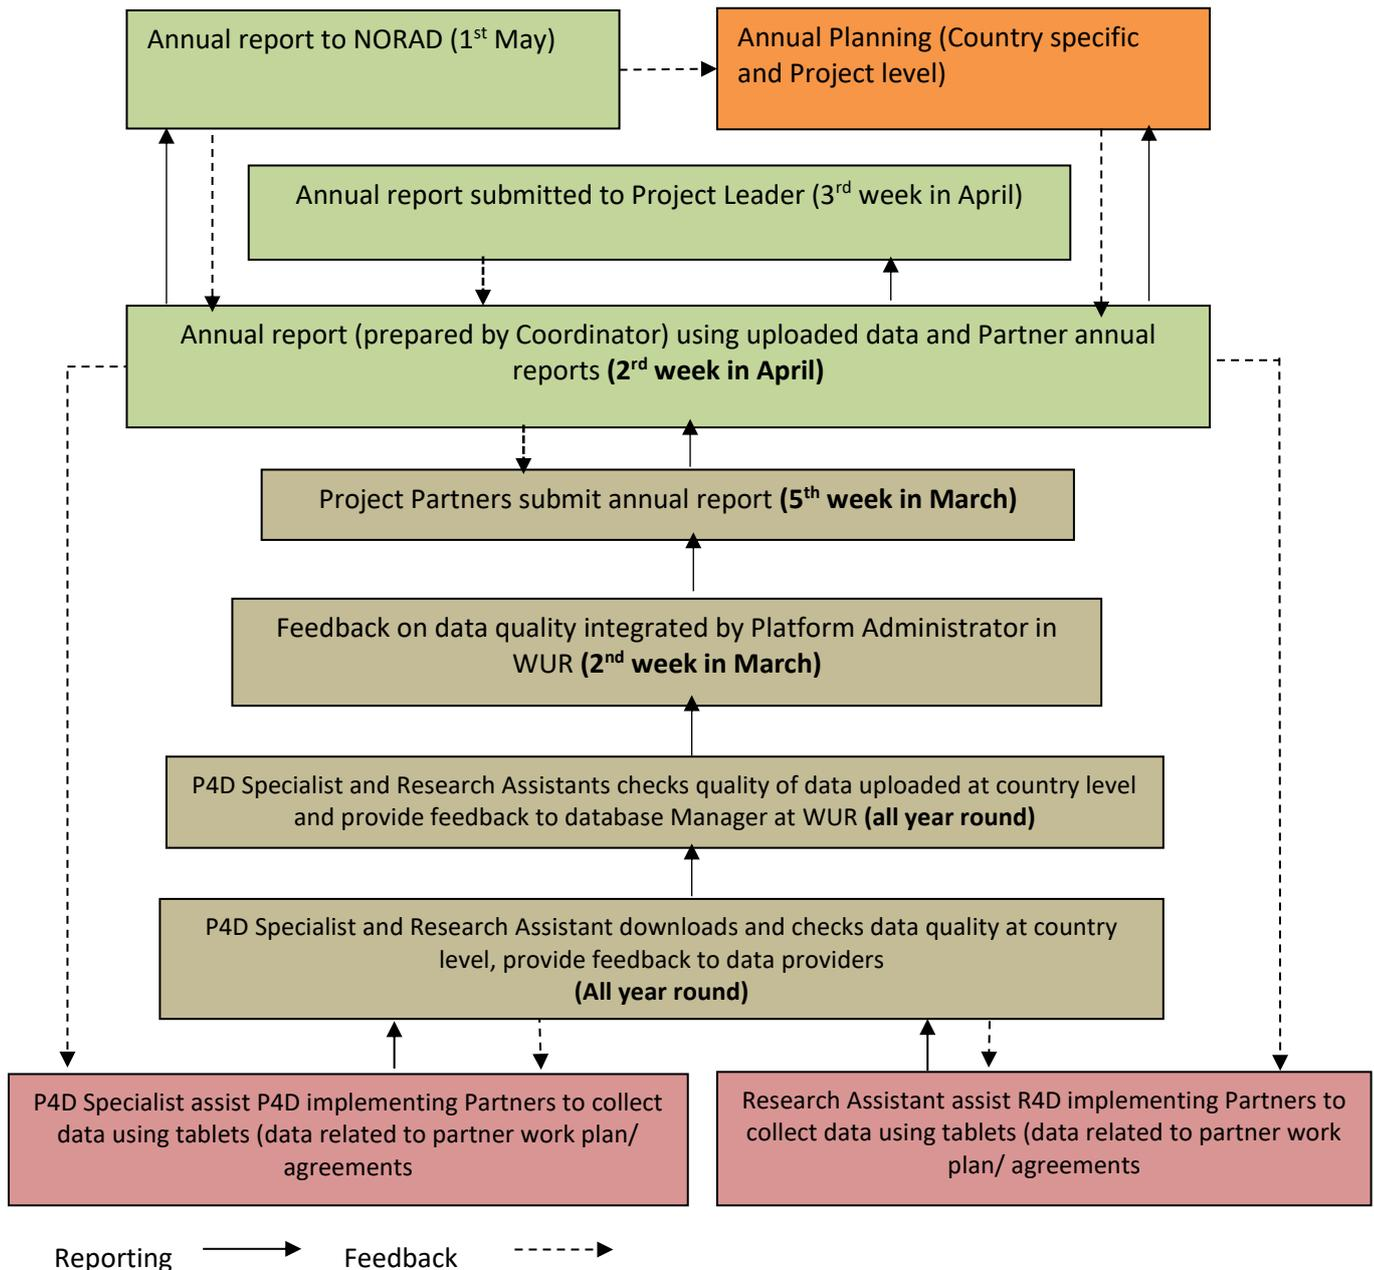 Annual report to NORAD (1st May)
Annual Planning (Country specific
and Project level)
Annual report submitted to Project Leader (3rd week in April)
Annual report (prepared by Coordinator) using uploaded data and Partner annual
reports (2rd week in April)
Project Partners submit annual report (5th week in March)
Feedback on data quality integrated by Platform Administrator in
WUR (2nd week in March)
P4D Specialist and Research Assistants checks quality of data uploaded at country level
and provide feedback to database Manager at WUR (all year round)
P4D Specialist and Research Assistant downloads and checks data quality at country
level, provide feedback to data providers
(All year round)
P4D Specialist assist P4D implementing Partners to collect
data using tablets (data related to partner work plan/
agreements
Research Assistant assist R4D implementing Partners to
collect data using tablets (data related to partner work
plan/ agreements
Reporting
Feedback